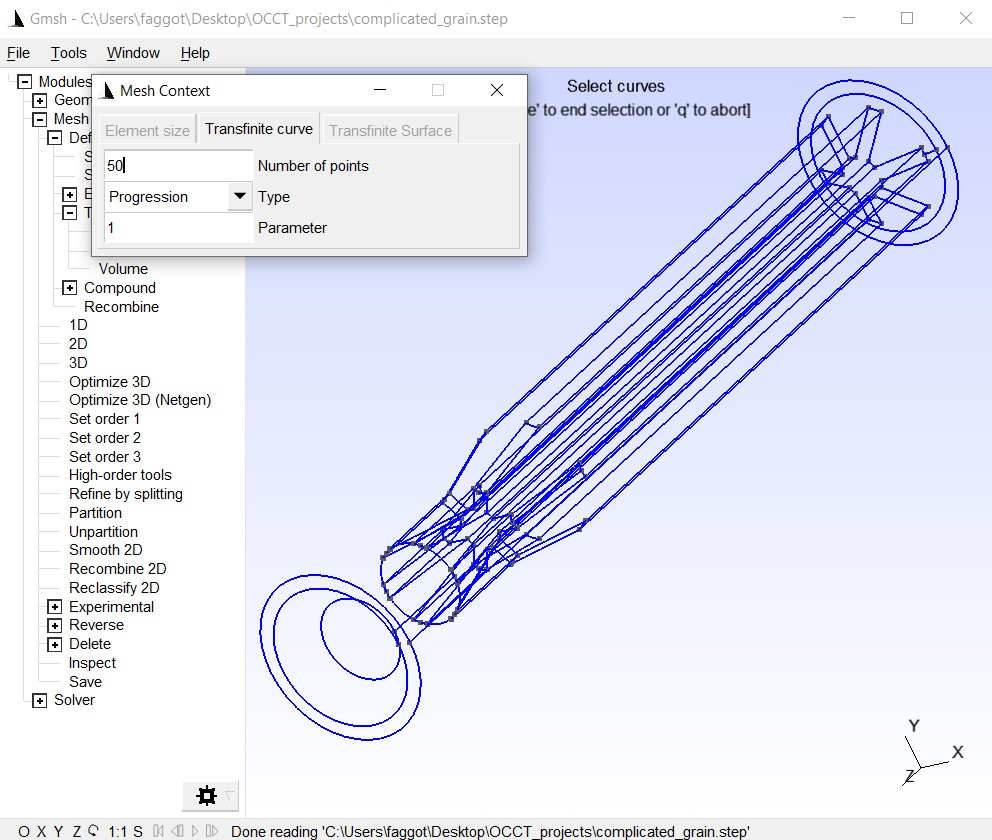 Gmsh - C:\Users\faggot\Desktop\OCCT_projects\complicated_grain.step
File Tools Window Help
Modules
Geom
Mesh
Def
S
S
E
T
Volume
Compound
Recombine
1D
2D
3D
Optimize 3D
Optimize 3D (Netgen)
Set order 1
Set order 2
Set order 3
High-order tools
Refine by splitting
Partition
Unpartition
Smooth 2D
Recombine 2D
Reclassify 2D
Experimental
Reverse
Delete
Inspect
Save
Solver
Mesh Context
Element size Transfinite curve Transfinite Surface
50 Number of points
Progression Type
1 Parameter
Select curves
e' to end selection or 'q' to abort]
Y
X
Z
O X Y Z 1:1 S Done reading 'C:\Users\faggot\Desktop\OCCT_projects\complicated_grain.step'